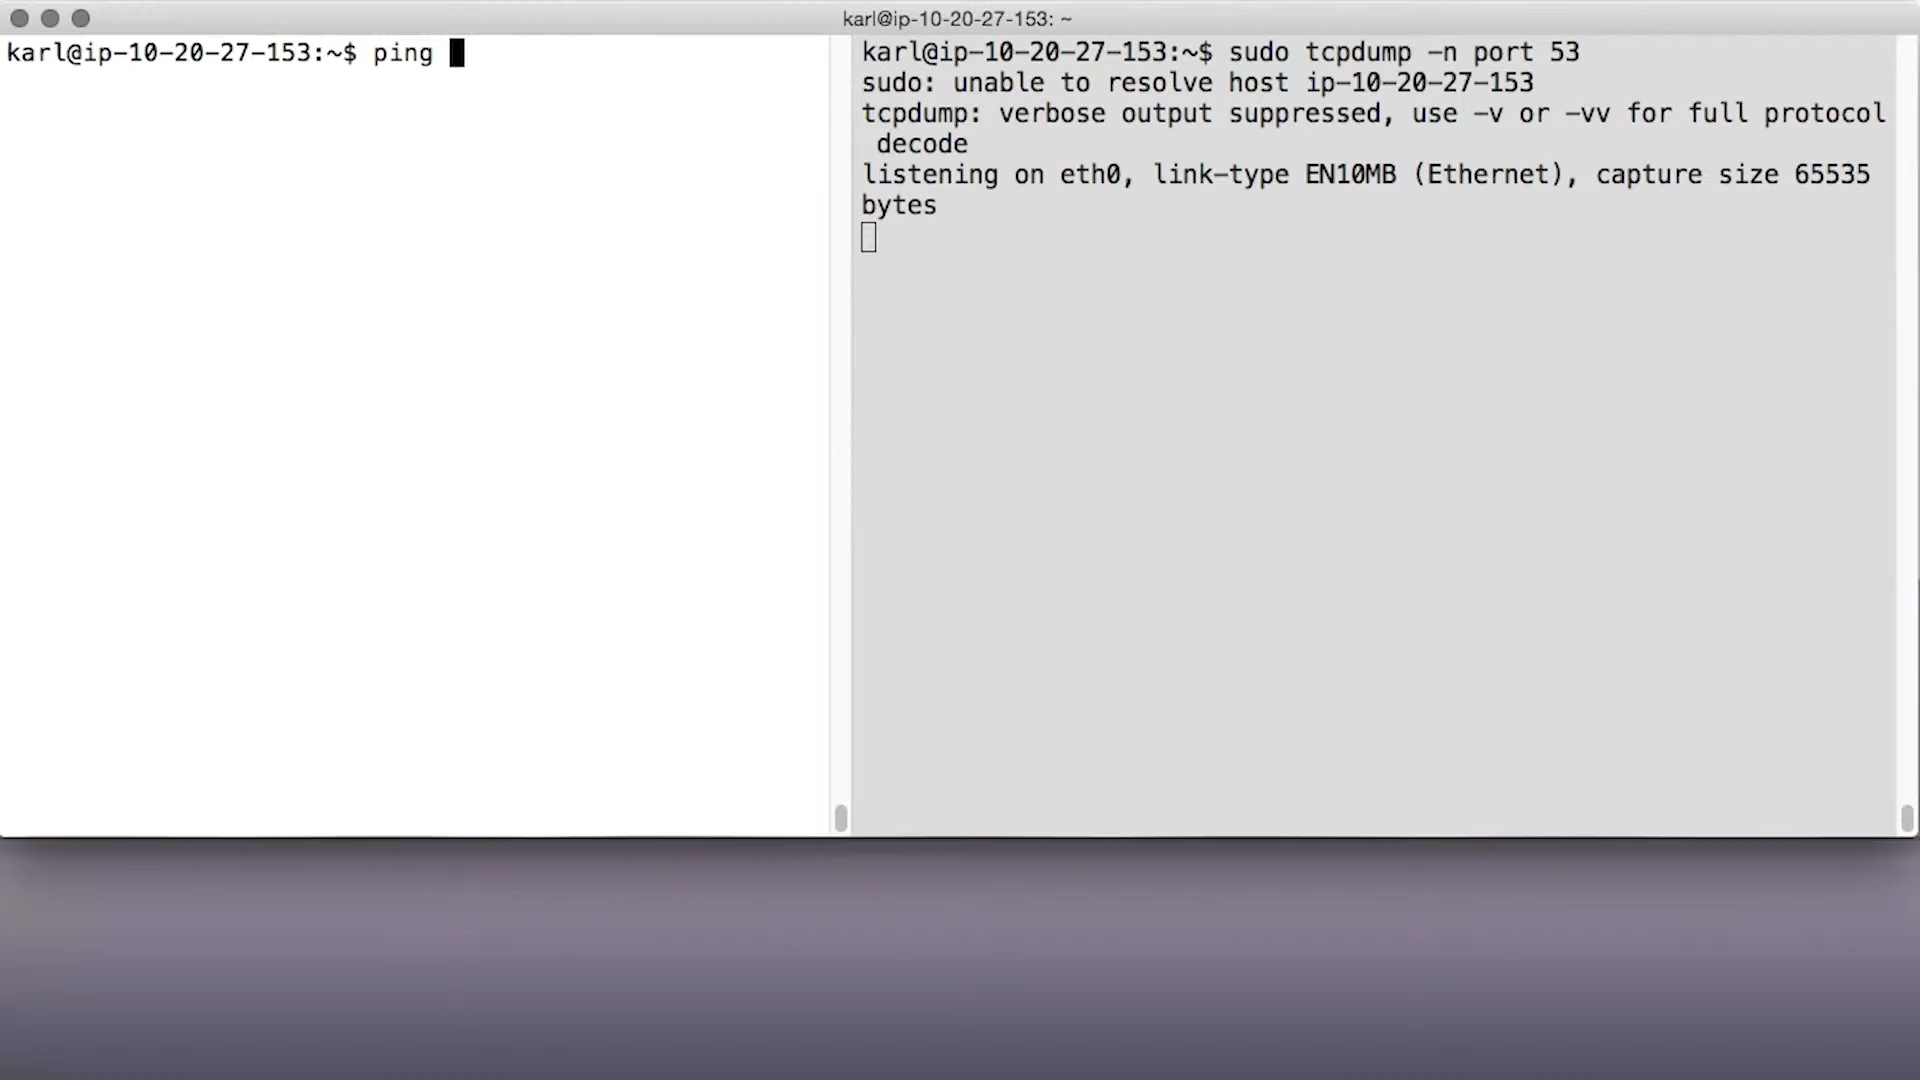 karl@ip-10-20-27-153: ~
karl@ip-10-20-27-153:~$ ping
karl@ip-10-20-27-153:~$ sudo tcpdump -n port 53
sudo: unable to resolve host ip-10-20-27-153
tcpdump: verbose output suppressed, use -v or -vv for full protocol
decode
listening on eth0, link-type EN10MB (Ethernet), capture size 65535
bytes